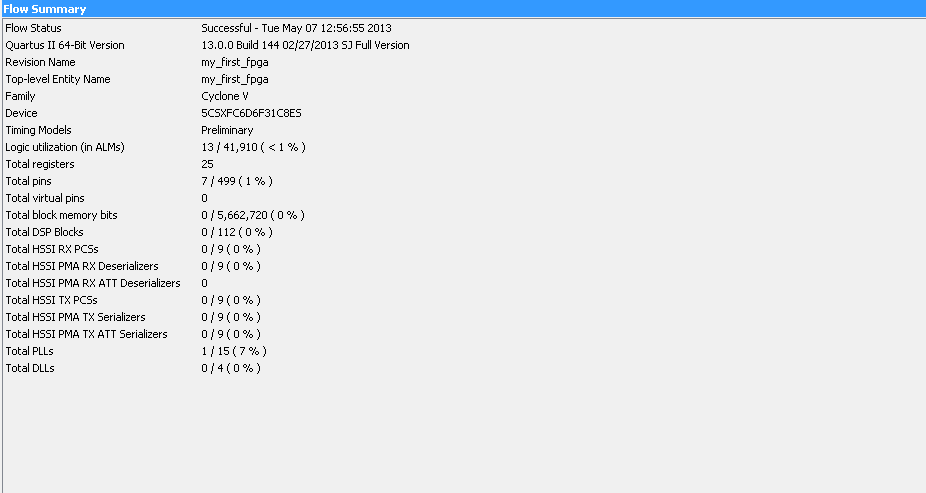 Flow Summary
Flow Status Successful - Tue May 07 12:56:55 2013
Quartus II 64-Bit Version 13.0.0 Build 144 02/27/2013 SJ Full Version
Revision Name my_first_fpga
Top-level Entity Name my_first_fpga
Family Cyclone V
Device 5CSXFC6D6F31C8ES
Timing Models Preliminary
Logic utilization (in ALMs) 13 / 41,910 ( < 1 % )
Total registers 25
Total pins 7 / 499 ( 1 % )
Total virtual pins 0
Total block memory bits 0 / 5,662,720 ( 0 % )
Total DSP Blocks 0 / 112 ( 0 % )
Total HSSI RX PCSs 0 / 9 ( 0 % )
Total HSSI PMA RX Deserializers 0 / 9 ( 0 % )
Total HSSI PMA RX ATT Deserializers 0
Total HSSI TX PCSs 0 / 9 ( 0 % )
Total HSSI PMA TX Serializers 0 / 9 ( 0 % )
Total HSSI PMA TX ATT Serializers 0 / 9 ( 0 % )
Total PLLs 1 / 15 ( 7 % )
Total DLLs 0 / 4 ( 0 % )